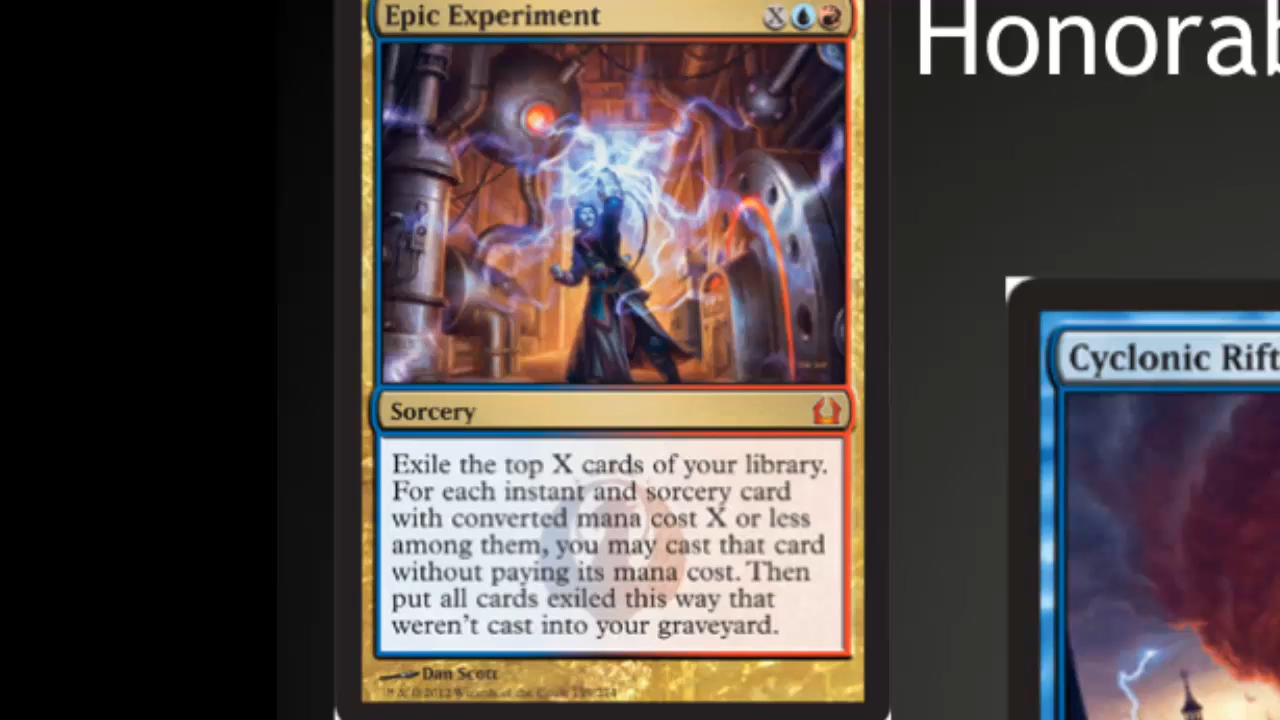 Epic Experiment
Honorab
Sorcery
Exile the top X cards of your library.
For each instant and sorcery card
with converted mana cost X or less
among them, you may cast that card
without paying its mana cost. Then
put all cards exiled this way that
weren't cast into your graveyard.
Dan Scott
Cyclonic Rift